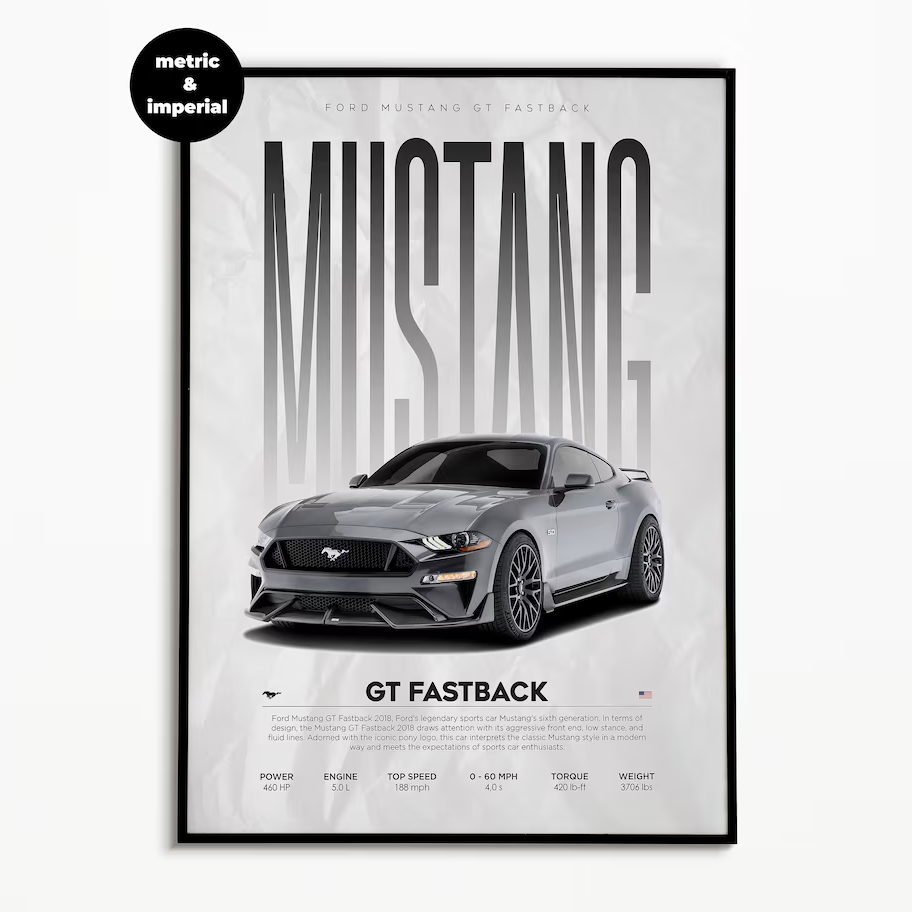 metric
&
imperial
FORD MUSTANG GT FASTBACK
MUSTANG
5.0
GT FASTBACK
Ford Mustang GT Fastback 2018, Ford's legendary sports car Mustang's sixth generation. In terms of
design, the Mustang GT Fastback 2018 draws attention with its aggressive front end, low stance, and
fluid lines. Adorned with the iconic pony logo, this car interprets the classic Mustang style in a modern
way and meets the expectations of sports car enthusiasts.
POWER ENGINE TOP SPEED 0 - 60 MPH TORQUE WEIGHT
460 HP 5.0 L 188 mph 4,0 s 420 lb-ft 3706 lbs